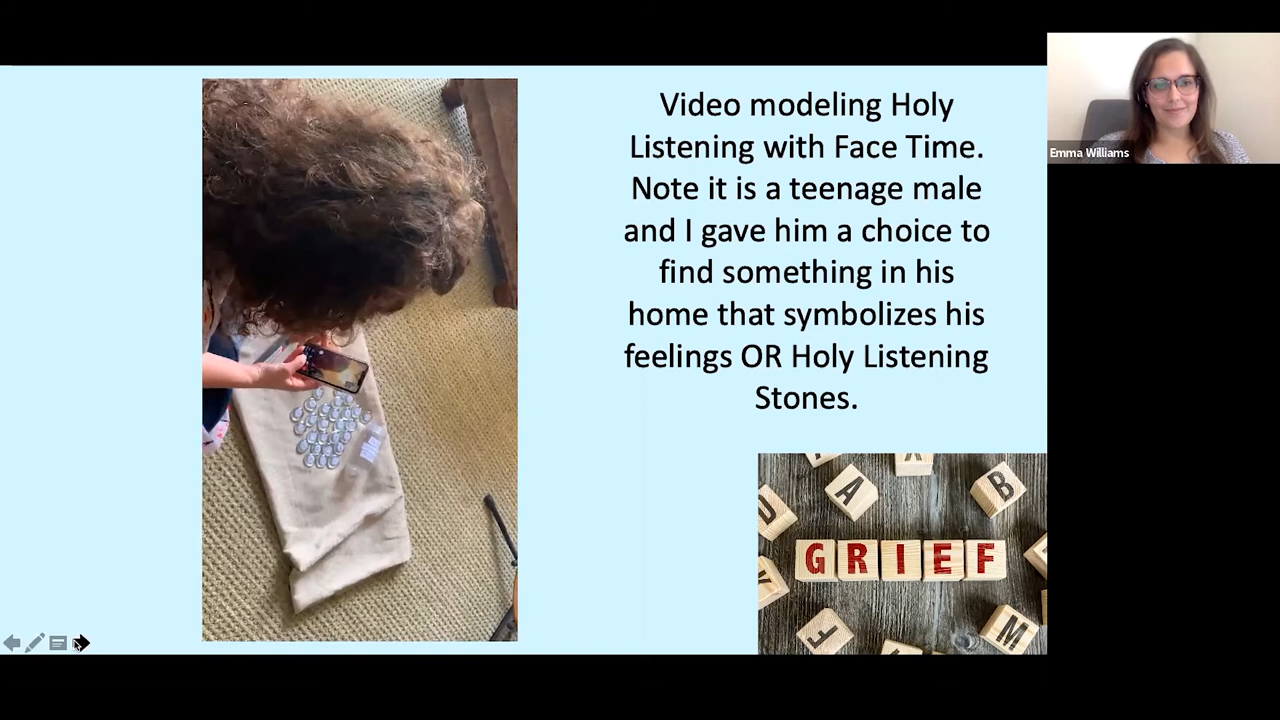 Video modeling Holy
Listening with Face Time.
Note it is a teenage male
and I gave him a choice to
find something in his
home that symbolizes his
feelings OR Holy Listening
Stones.
Emma Williams
A
B
D
GRIEF
Y
F
M